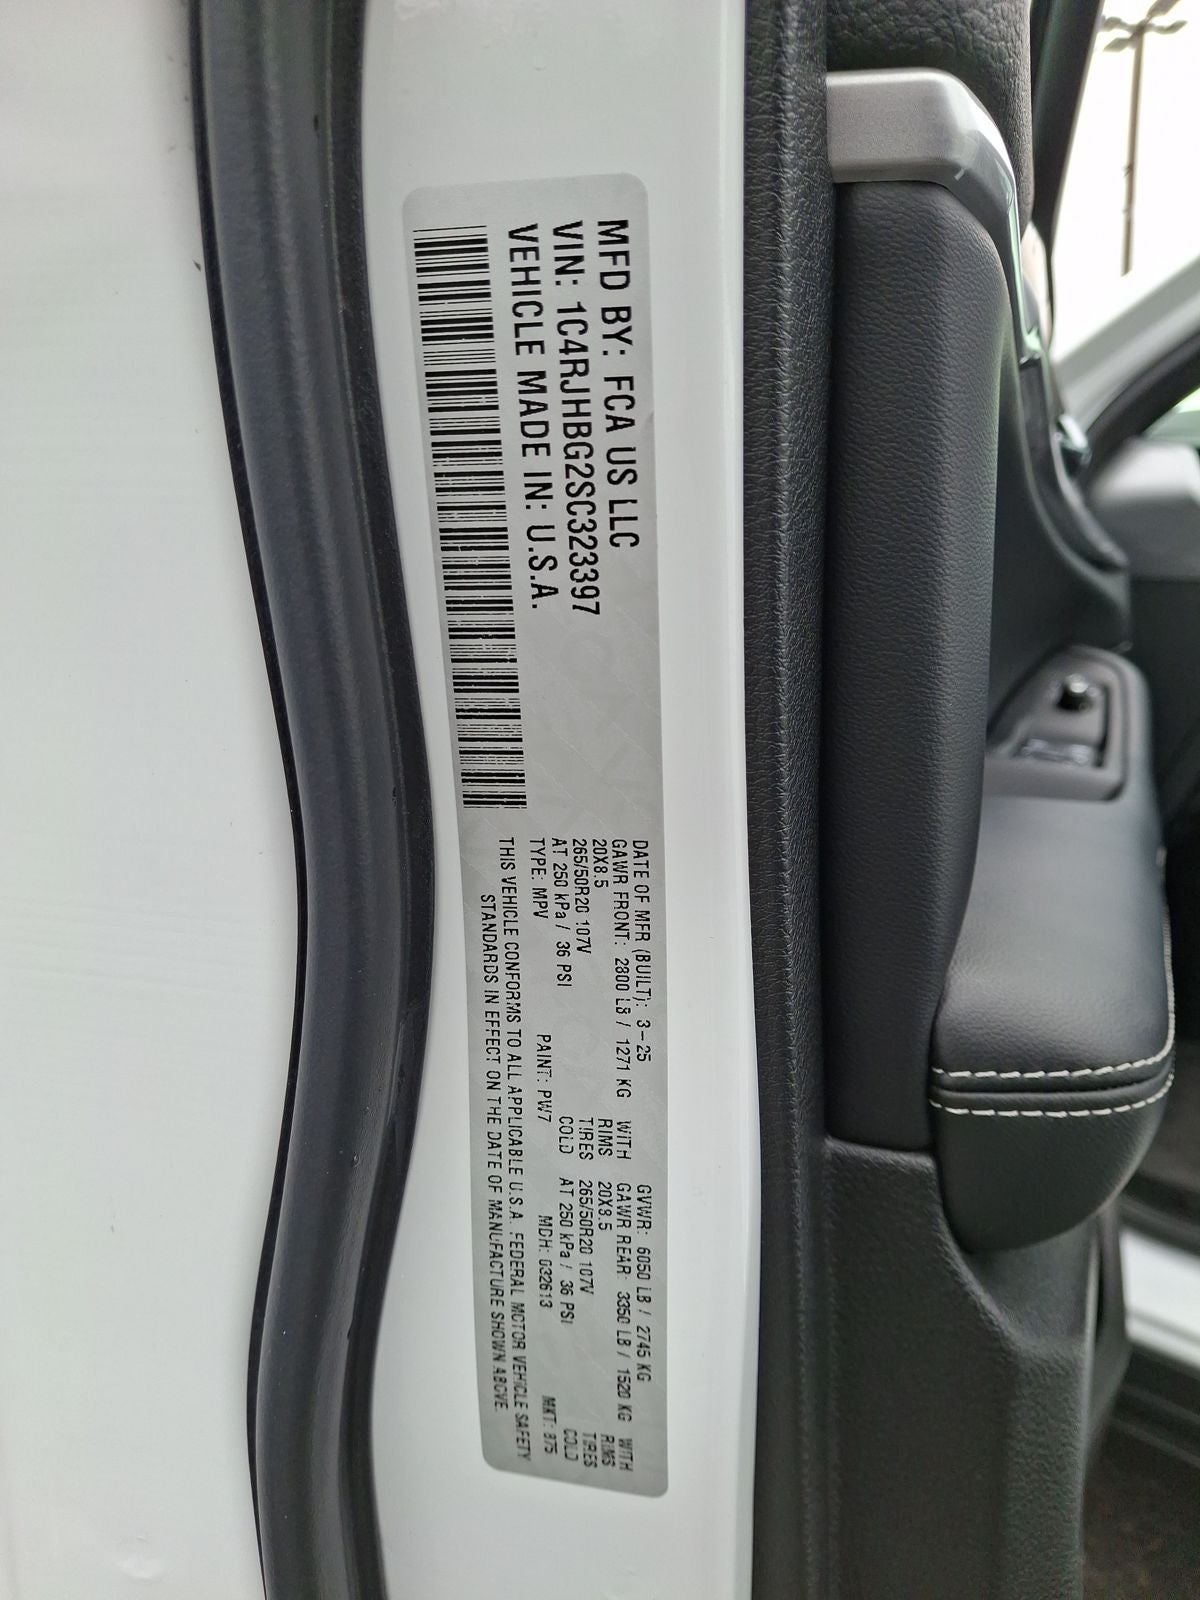 MFD BY: FCA US LLC
VIN: 1C4RJHBG2SC323397
VEHICLE MADE IN: U.S.A.
DATE OF MFR (BUILT): 3-25 GVWR: 6050 LB / 2745 KG
GAWR FRONT: 2800 LB / 1271 KG WITH GAWR REAR: 3350 LB / 1520 KG WITH
20X8.5 RIMS 20X8.5 RIMS
265/50R20 107V TIRES 265/50R20 107V TIRES
AT 250 kPa / 36 PSI COLD AT 250 kPa / 36 PSI COLD
TYPE: MPV PAINT: PW7 MDH: 032613 MKT: 875
THIS VEHICLE CONFORMS TO ALL APPLICABLE U.S.A. FEDERAL MOTOR VEHICLE SAFETY
STANDARDS IN EFFECT ON THE DATE OF MANUFACTURE SHOWN ABOVE.